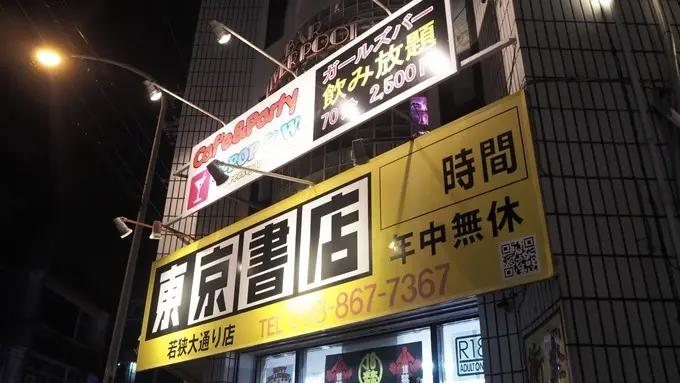 ガールズバー
飲み放題
70分 2,500円
Cafe&Party
東京書店
時間
年中無休
若狭大通り店
TEL 098-867-7367
R18
ADULT ONLY